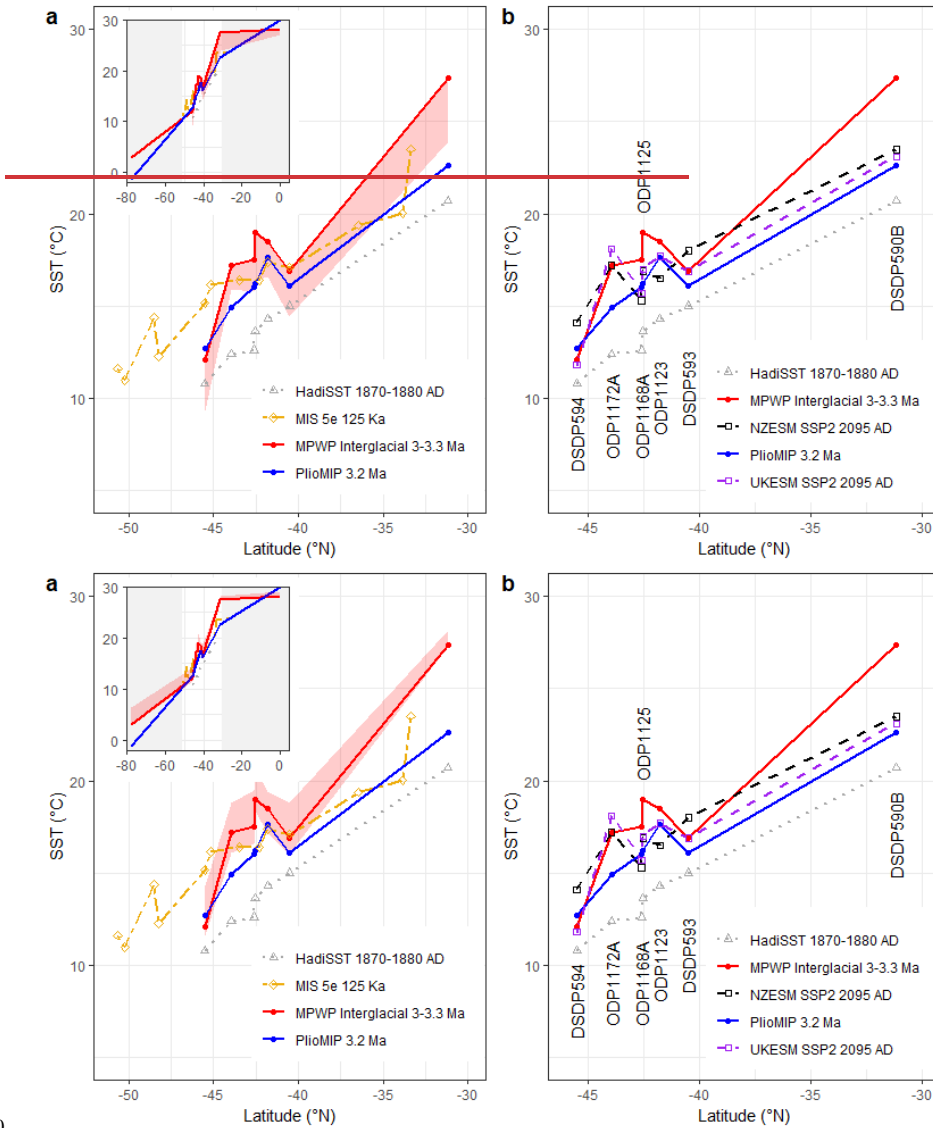 a
b
30
20
10
SST (°C)
30
20
10
0
-80
-60
-40
-20
0
HadiSST 1870-1880 AD
MIS 5e 125 Ka
MPWP Interglacial 3-3.3 Ma
PlioMIP 3.2 Ma
-50
-45
-40
-35
-30
Latitude (°N)
30
20
10
SST (°C)
ODP1125
DSDP590B
DSDP594
ODP1172A
ODP1168A
ODP1123
DSDP593
HadiSST 1870-1880 AD
MPWP Interglacial 3-3.3 Ma
NZESM SSP2 2095 AD
PlioMIP 3.2 Ma
UKESM SSP2 2095 AD
-45
-40
-35
-30
Latitude (°N)
a
b
30
20
10
SST (°C)
30
20
10
0
-80
-60
-40
-20
0
HadiSST 1870-1880 AD
MIS 5e 125 Ka
MPWP Interglacial 3-3.3 Ma
PlioMIP 3.2 Ma
-50
-45
-40
-35
-30
Latitude (°N)
30
20
10
SST (°C)
ODP1125
DSDP590B
DSDP594
ODP1172A
ODP1168A
ODP1123
DSDP593
HadiSST 1870-1880 AD
MPWP Interglacial 3-3.3 Ma
NZESM SSP2 2095 AD
PlioMIP 3.2 Ma
UKESM SSP2 2095 AD
-45
-40
-35
-30
Latitude (°N)